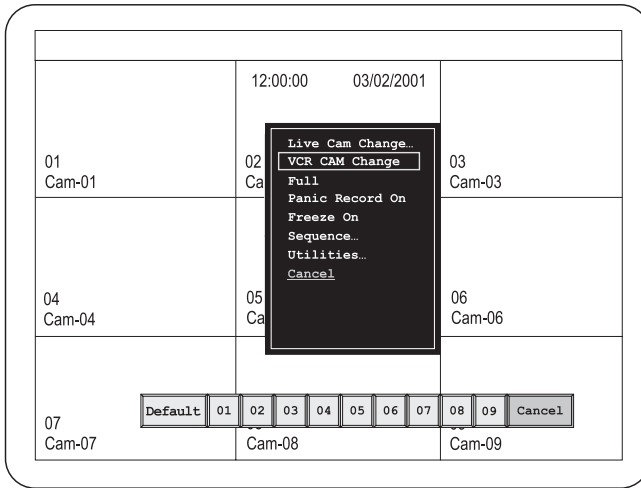 12:00:00 03/02/2001
01
Cam-01
02
Ca
03
Cam-03
Live Cam Change…
VCR CAM Change
Full
Panic Record On
Freeze On
Sequence…
Utilities…
Cancel
04
Cam-04
05
Ca
06
Cam-06
Default 01 02 03 04 05 06 07 08 09 Cancel
07
Cam-07
Cam-08
Cam-09